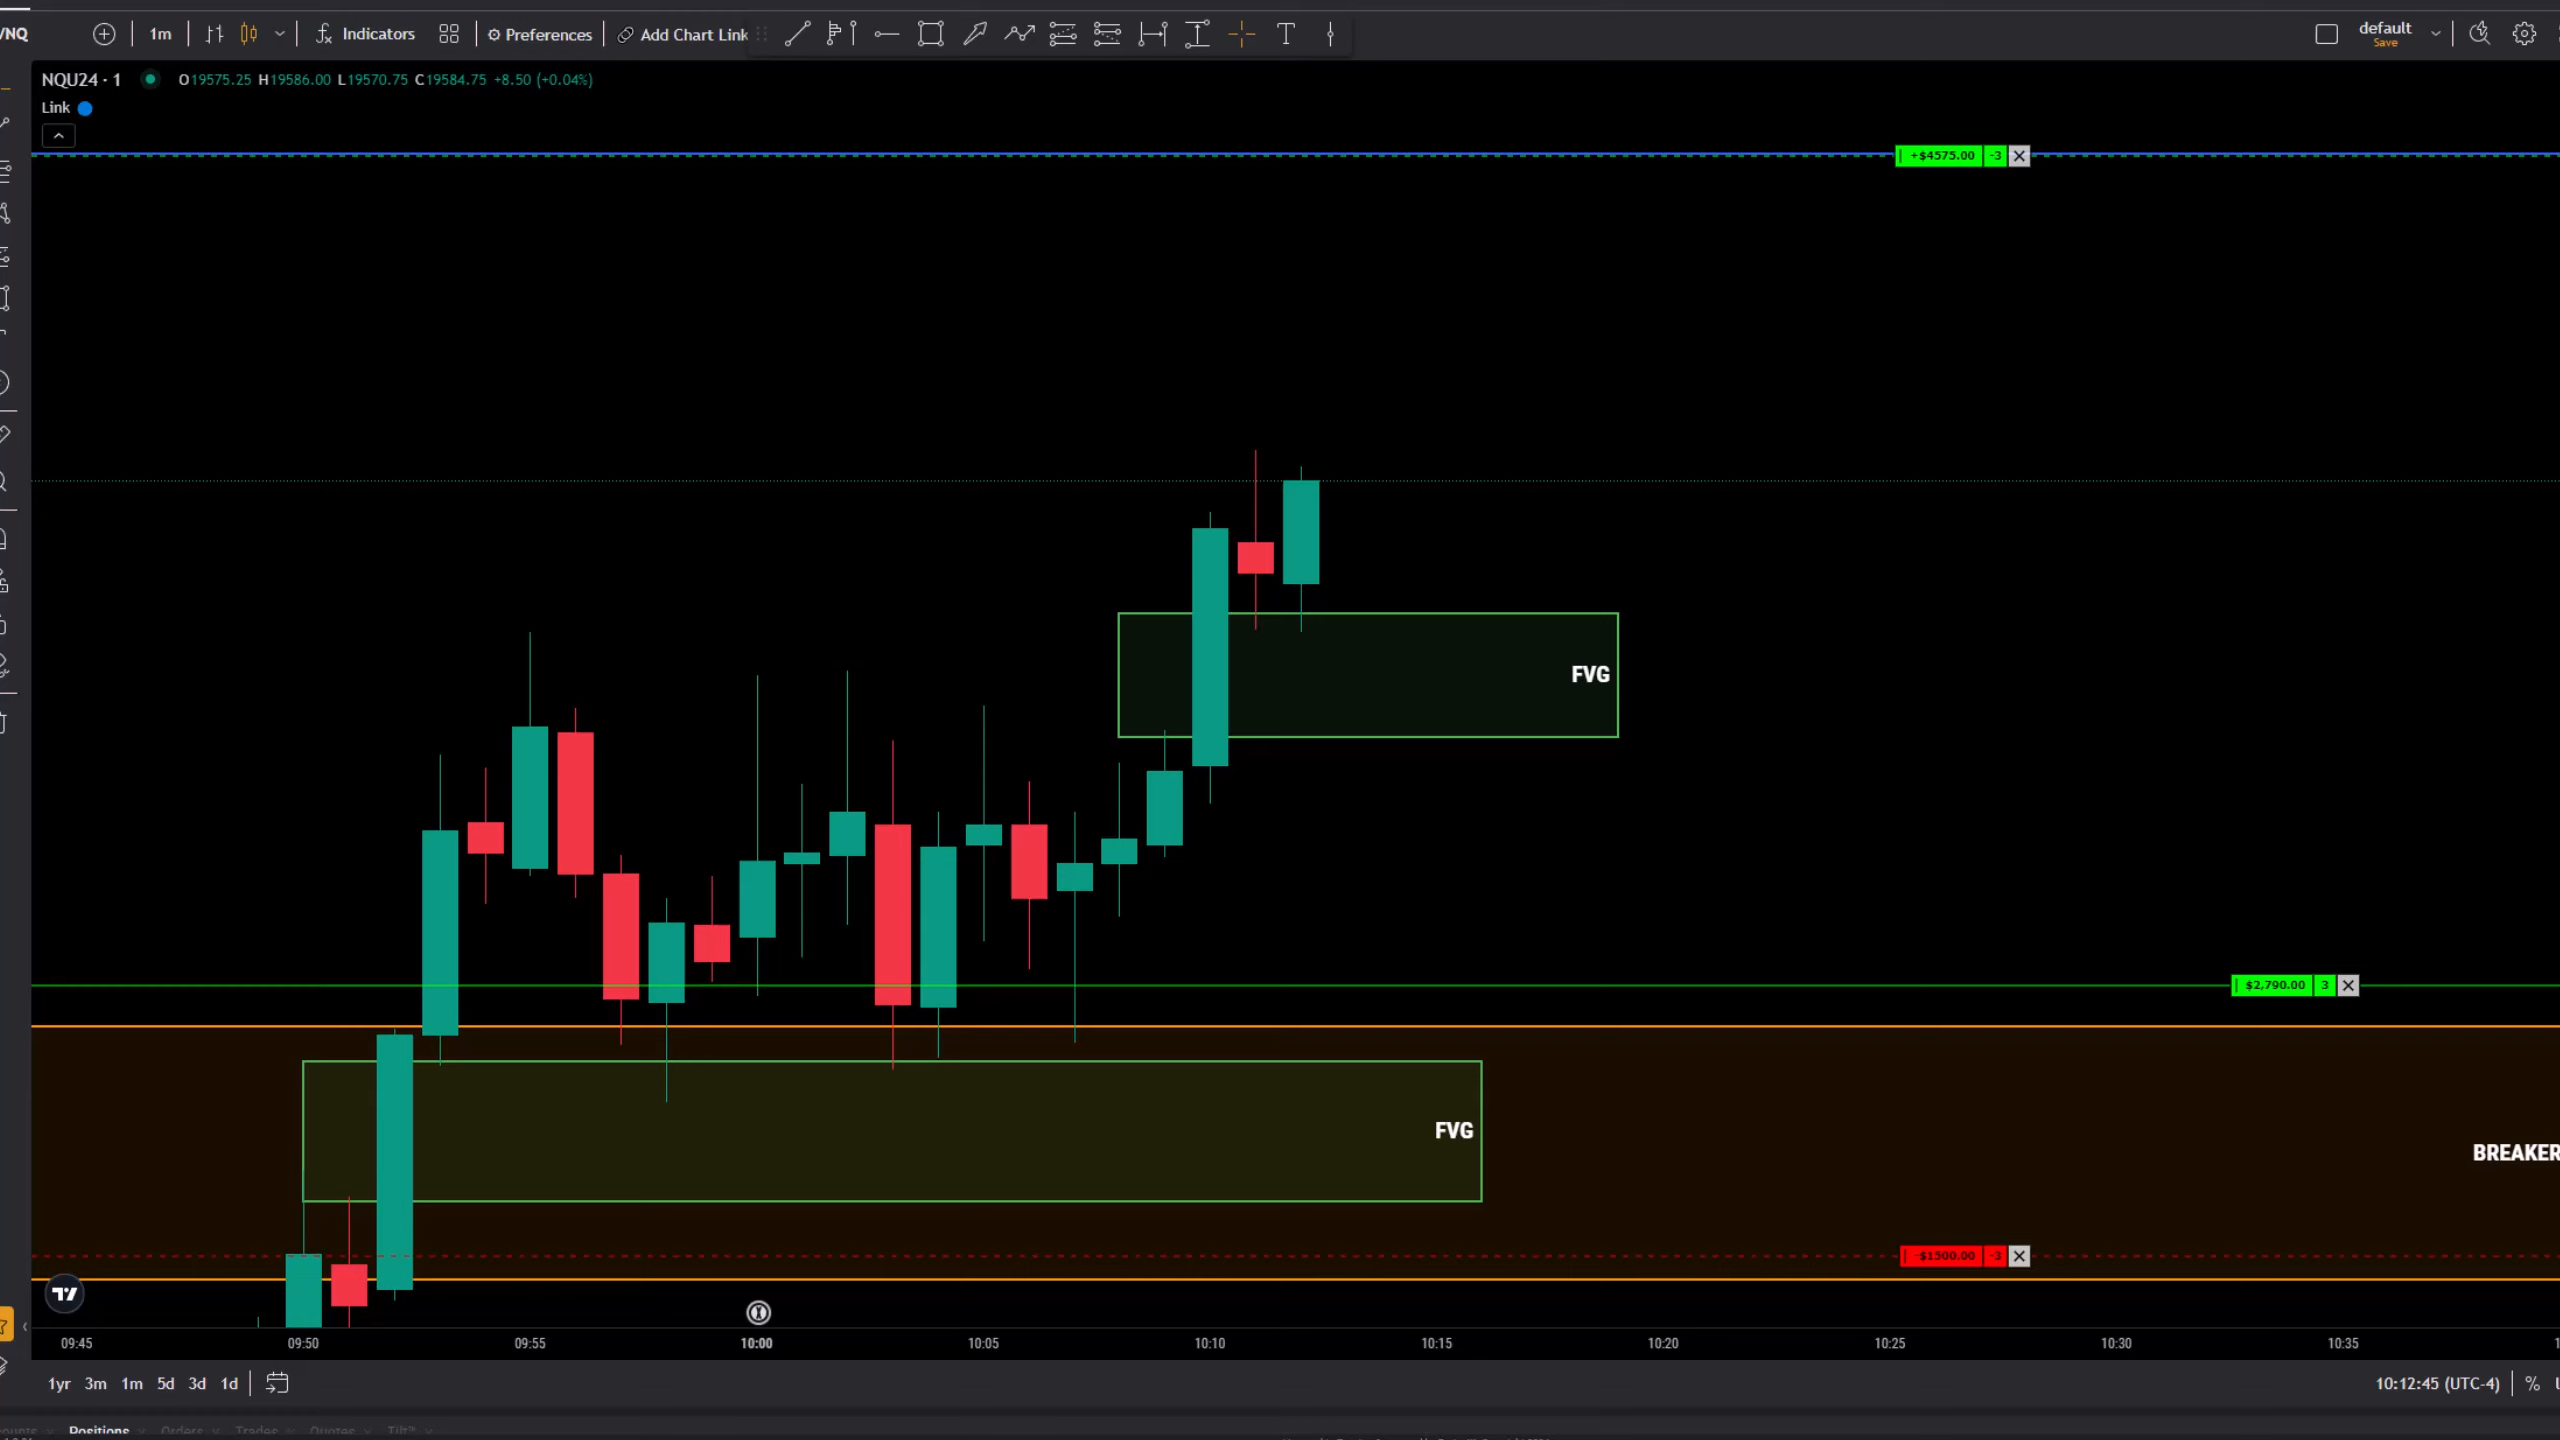 /NQ
1m
Indicators
Preferences
Add Chart Link
default
Save
NQU24 · 1 O19575.25 H19586.00 L19570.75 C19584.75 +8.50 (+0.04%)
Link
+$4575.00 -3
FVG
$2,790.00 3
FVG
BREAKER
-$1500.00 -3
09:45 09:50 09:55 10:00 10:05 10:10 10:15 10:20 10:25 10:30 10:35
1yr 3m 1m 5d 3d 1d
10:12:45 (UTC-4) %
Positions Orders Trades Quotes